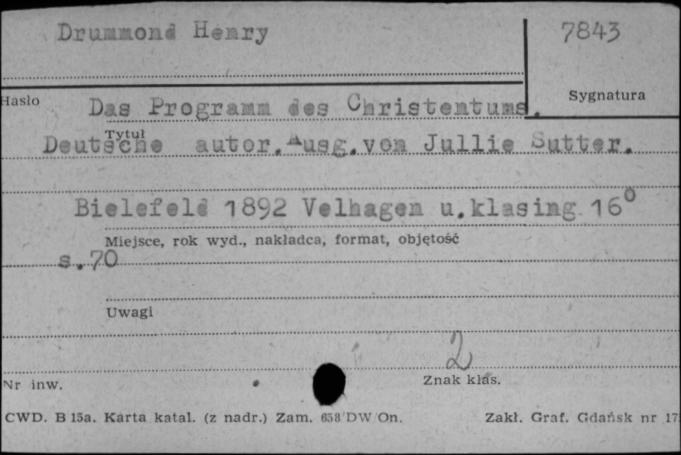 Drummond Henry
7843
Hasło
Sygnatura
Das Programm des Christentums.
Tytuł
Deutsche autor.Ausg.von Jullie Sutter.
Bielefeld 1892 Velhagen u.klasing 16⁰
Miejsce, rok wyd., nakładca, format, objętość
s.70
Uwagi
2
Nr inw.
Znak klas.
CWD. B 15a. Karta katal. (z nadr.) Zam. 658/DW/On.
Zakł. Graf. Gdańsk nr 17